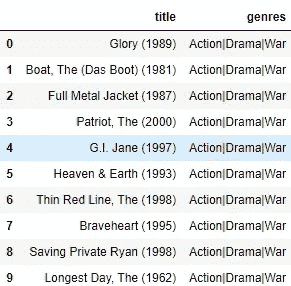 title genres
0 Glory (1989) Action|Drama|War
1 Boat, The (Das Boot) (1981) Action|Drama|War
2 Full Metal Jacket (1987) Action|Drama|War
3 Patriot, The (2000) Action|Drama|War
4 G.I. Jane (1997) Action|Drama|War
5 Heaven & Earth (1993) Action|Drama|War
6 Thin Red Line, The (1998) Action|Drama|War
7 Braveheart (1995) Action|Drama|War
8 Saving Private Ryan (1998) Action|Drama|War
9 Longest Day, The (1962) Action|Drama|War